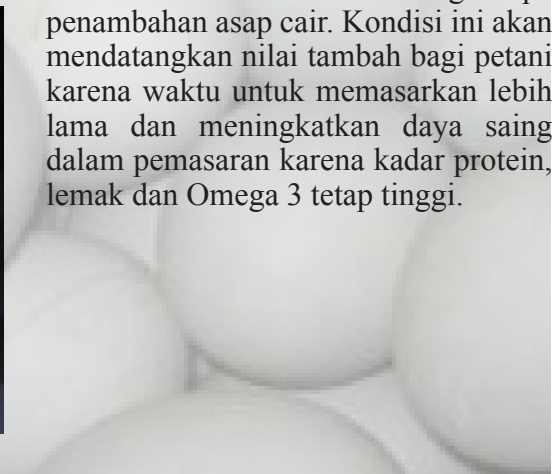 penambahan asap cair. Kondisi ini akan
mendatangkan nilai tambah bagi petani
karena waktu untuk memasarkan lebih
lama dan meningkatkan daya saing
dalam pemasaran karena kadar protein,
lemak dan Omega 3 tetap tinggi.